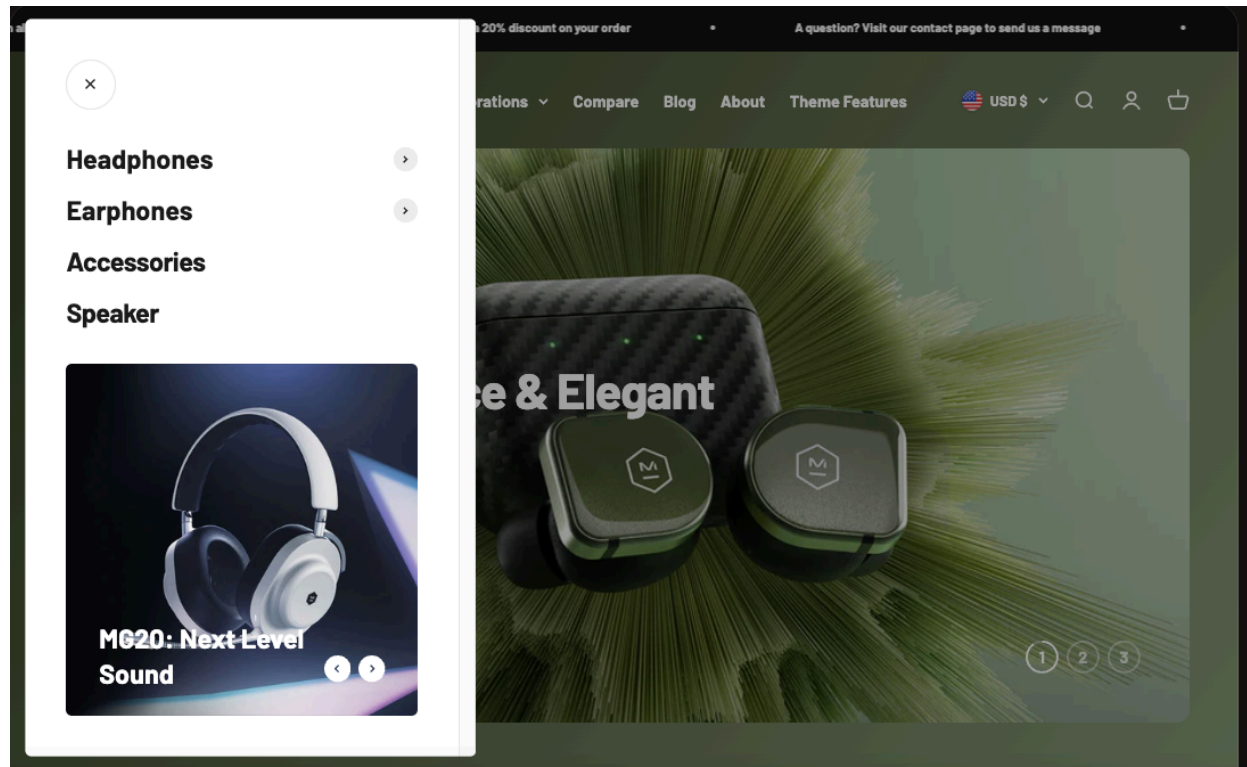 20% discount on your order
•
A question? Visit our contact page to send us a message
•
Compare
Blog
About
Theme Features
USD $
Headphones
Earphones
Accessories
Speaker
& Elegant
MG20: Next Level
Sound
1
2
3